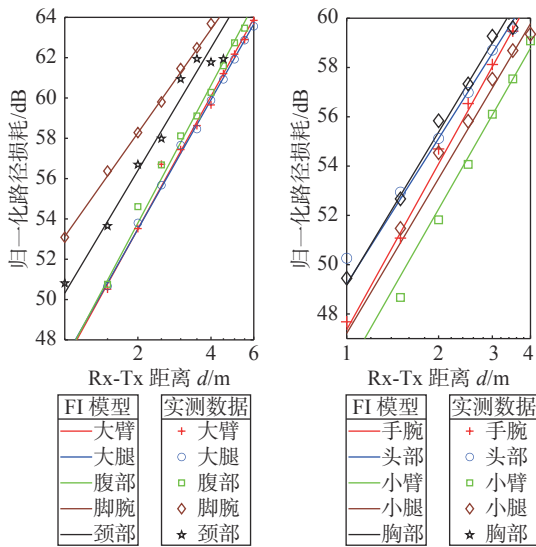 归一化路径损耗/dB
64
62
60
58
56
54
52
50
48
2
4
6
Rx-Tx 距离 d/m
FI 模型
大臂
大腿
腹部
脚腕
颈部
实测数据
大臂
大腿
腹部
脚腕
颈部
归一化路径损耗/dB
60
58
56
54
52
50
48
1
2
3
4
Rx-Tx 距离 d/m
FI 模型
手腕
头部
小臂
小腿
胸部
实测数据
手腕
头部
小臂
小腿
胸部